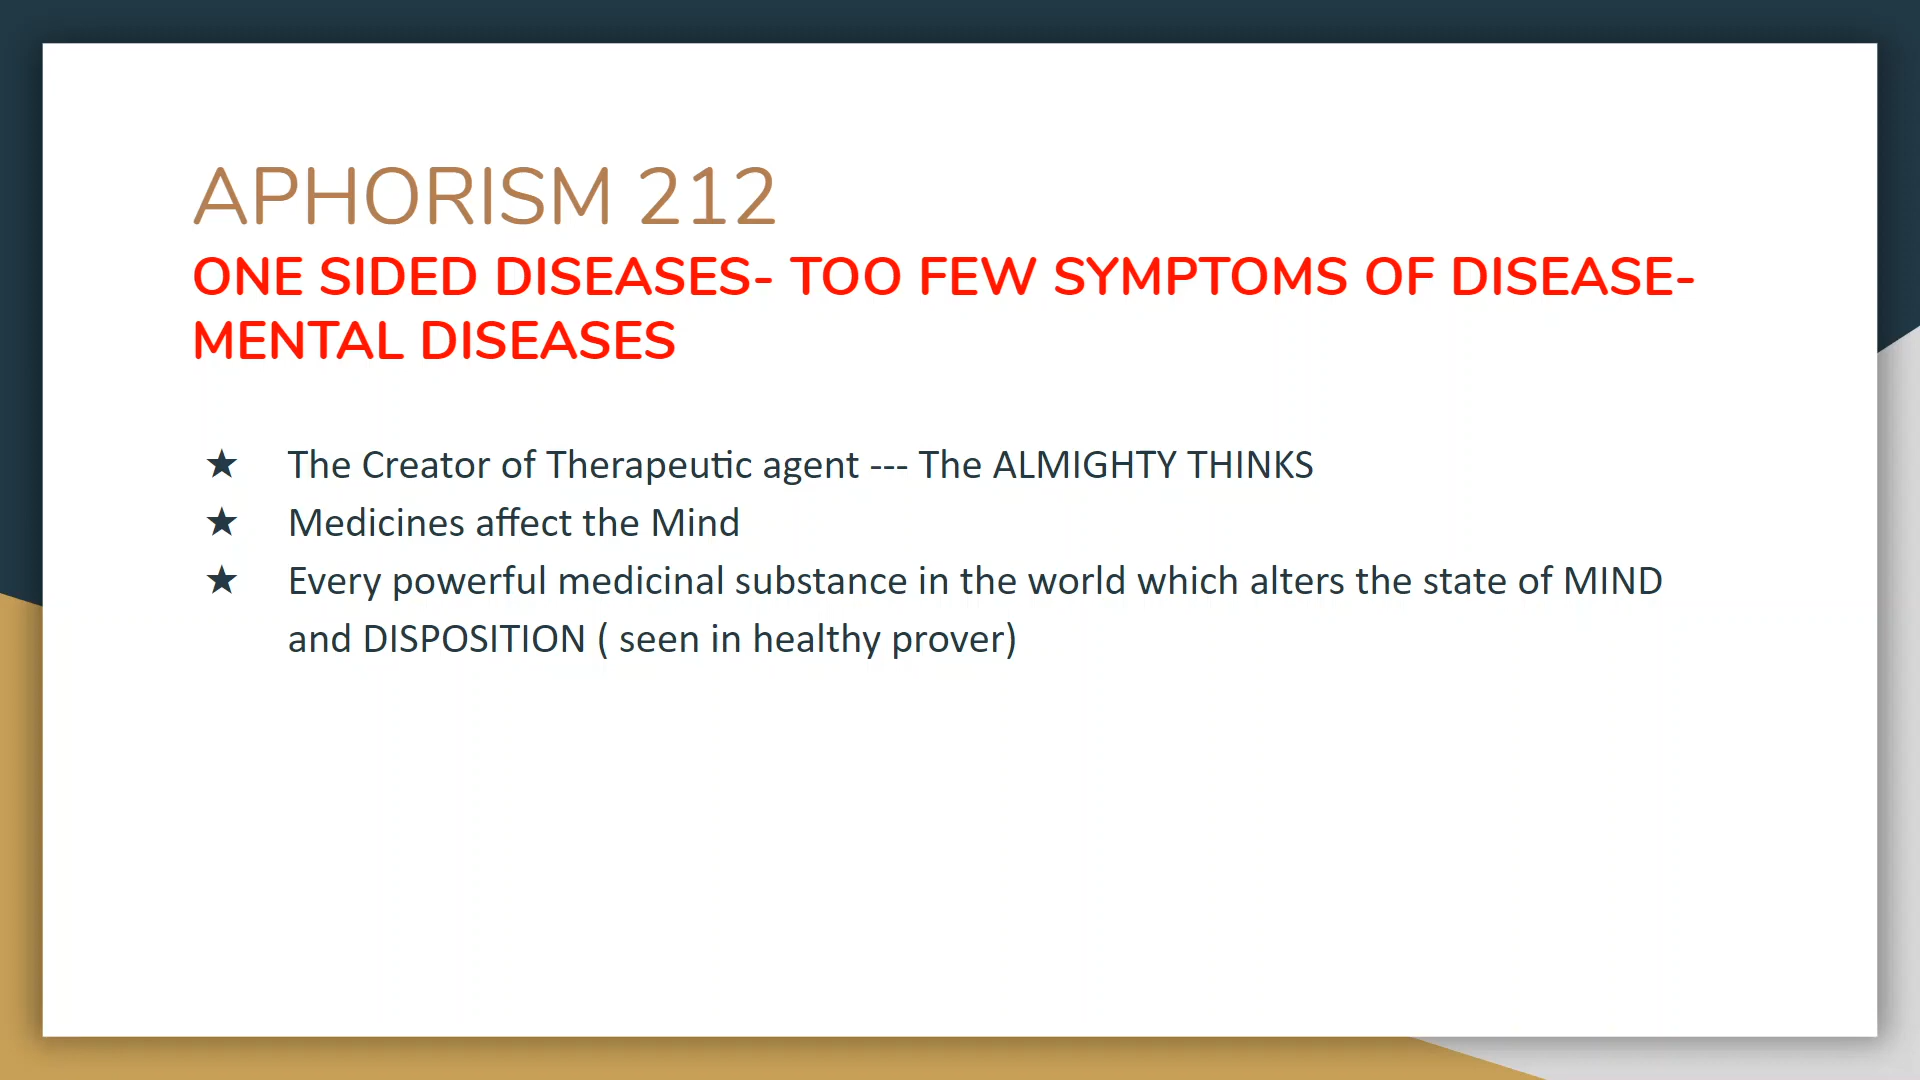 APHORISM 212
ONE SIDED DISEASES- TOO FEW SYMPTOMS OF DISEASE-
MENTAL DISEASES
★ The Creator of Therapeutic agent --- The ALMIGHTY THINKS
★ Medicines affect the Mind
★ Every powerful medicinal substance in the world which alters the state of MIND
and DISPOSITION ( seen in healthy prover)